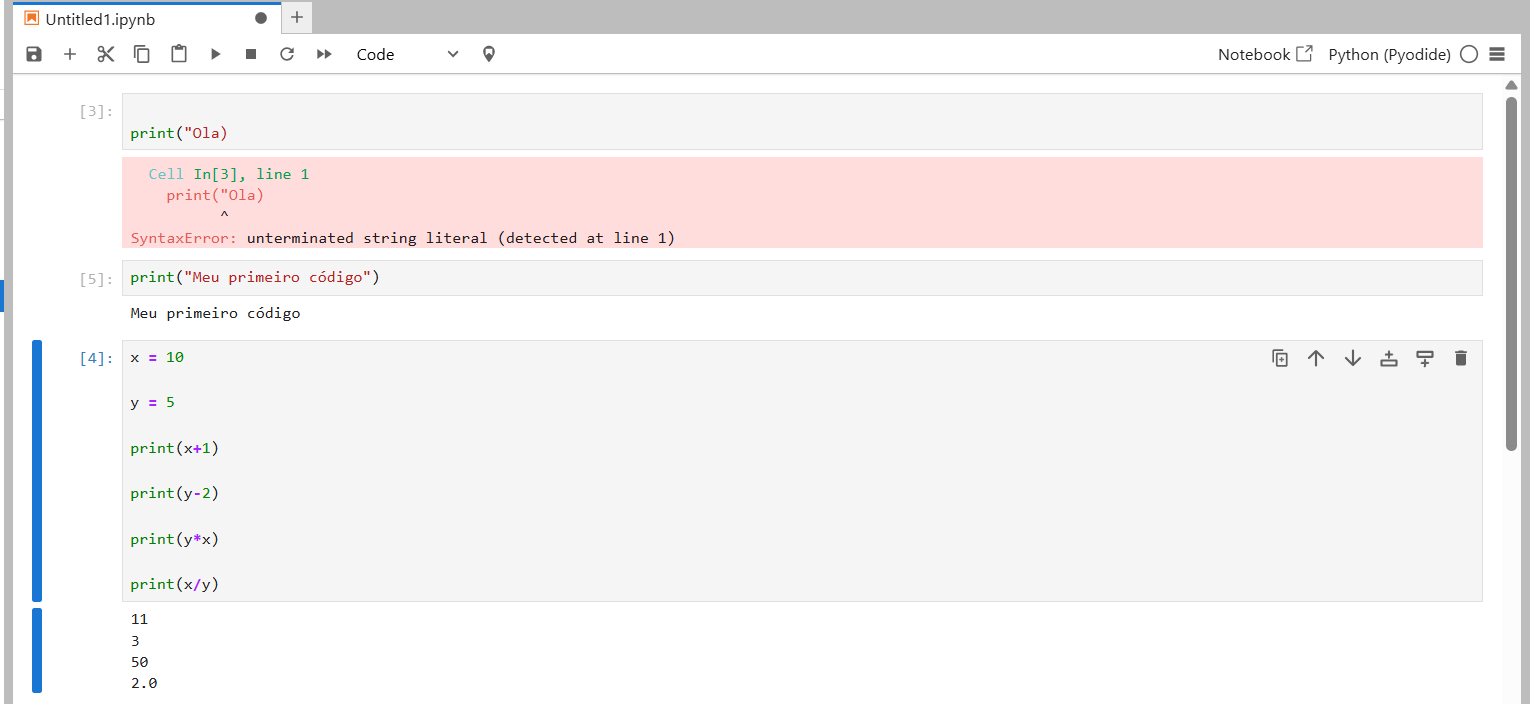 Untitled1.ipynb
Code
Notebook
Python (Pyodide)
[3]:
print("Ola)
Cell In[3], line 1
print("Ola)
^
SyntaxError: unterminated string literal (detected at line 1)
[5]:
print("Meu primeiro código")
Meu primeiro código
[4]:
x = 10
y = 5
print(x+1)
print(y-2)
print(y*x)
print(x/y)
11
3
50
2.0